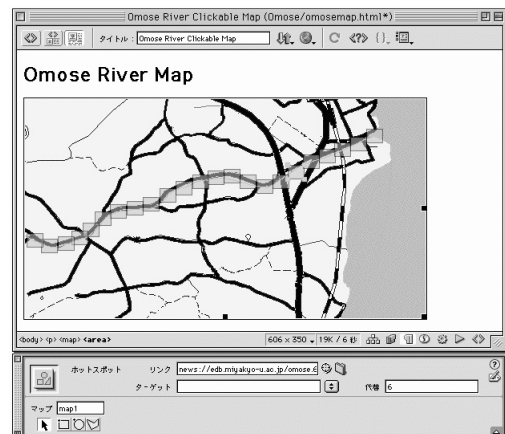 Omose River Clickable Map (Omose/omosemap.html*)
タイトル : Omose River Clickable Map
Omose River Map
<body> <p> <map> <area>
606 x 350 19K / 6 秒
ホットスポット リンク news://edb.miyakyo-u.ac.jp/omose.6
ターゲット 代替 6
マップ map1